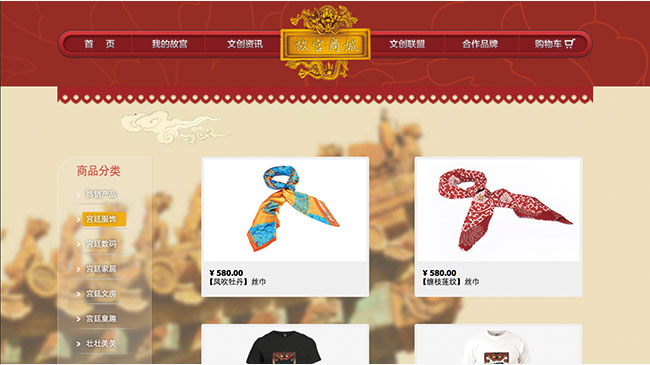 首 页
我的故宫
文创资讯
故宫商城
文创联盟
合作品牌
购物车
商品分类
热销产品
宫廷服饰
宫廷数码
宫廷家居
宫廷文房
宫廷童趣
壮壮美美
¥ 580.00
【凤吹牡丹】丝巾
¥ 580.00
【缠枝莲纹】丝巾